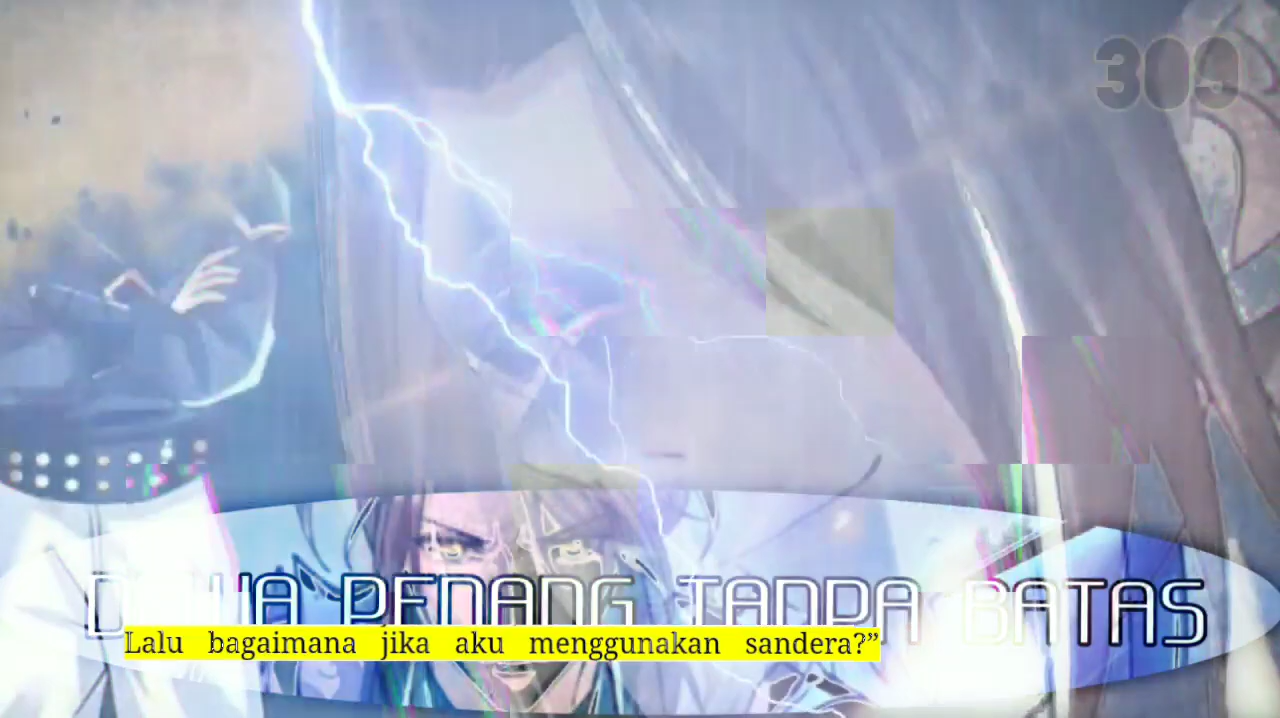 309
PENANG TANPA BATAS
Lalu bagaimana jika aku menggunakan sandera?”